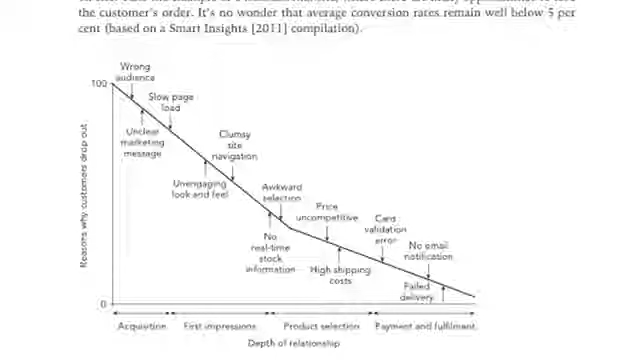 the customer's order. It's no wonder that average conversion rates remain well below 5 per
cent (based on a Smart Insights [2011] compilation).
Wrong
audience
100
Slow page
load
Unclear
marketing
message
Clumsy
site
navigation
Unengaging
look and feel
Awkward
selection
Price
uncompetitive
Card
validation
error
No
real-time
stock
information
High shipping
costs
No email
notification
Failed
delivery
Reasons why customers drop out
0
Acquisition
First impressions
Product selection
Payment and fulfilment
Depth of relationship